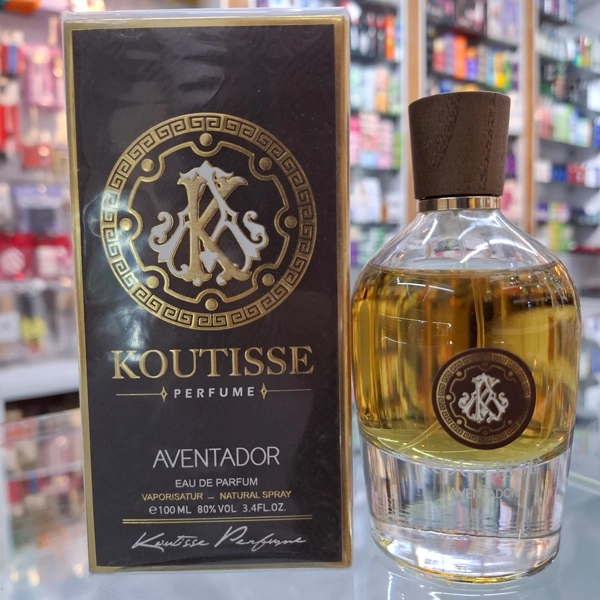 K
KOUTISSE
PERFUME
AVENTADOR
EAU DE PARFUM
VAPORISATUR _ NATURAL SPRAY
℮ 100 ML 80% VOL 3.4FL.OZ.
Koutisse Perfume
K
AVENTADOR